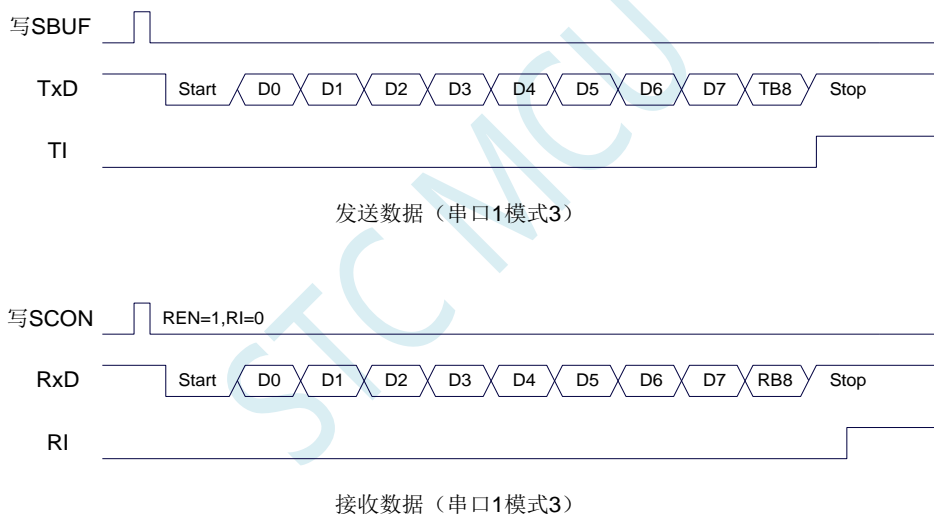 写SBUF
TxD Start D0 D1 D2 D3 D4 D5 D6 D7 TB8 Stop
TI
发送数据（串口1模式3）
写SCON REN=1,RI=0
RxD Start D0 D1 D2 D3 D4 D5 D6 D7 RB8 Stop
RI
接收数据（串口1模式3）
STC MCU